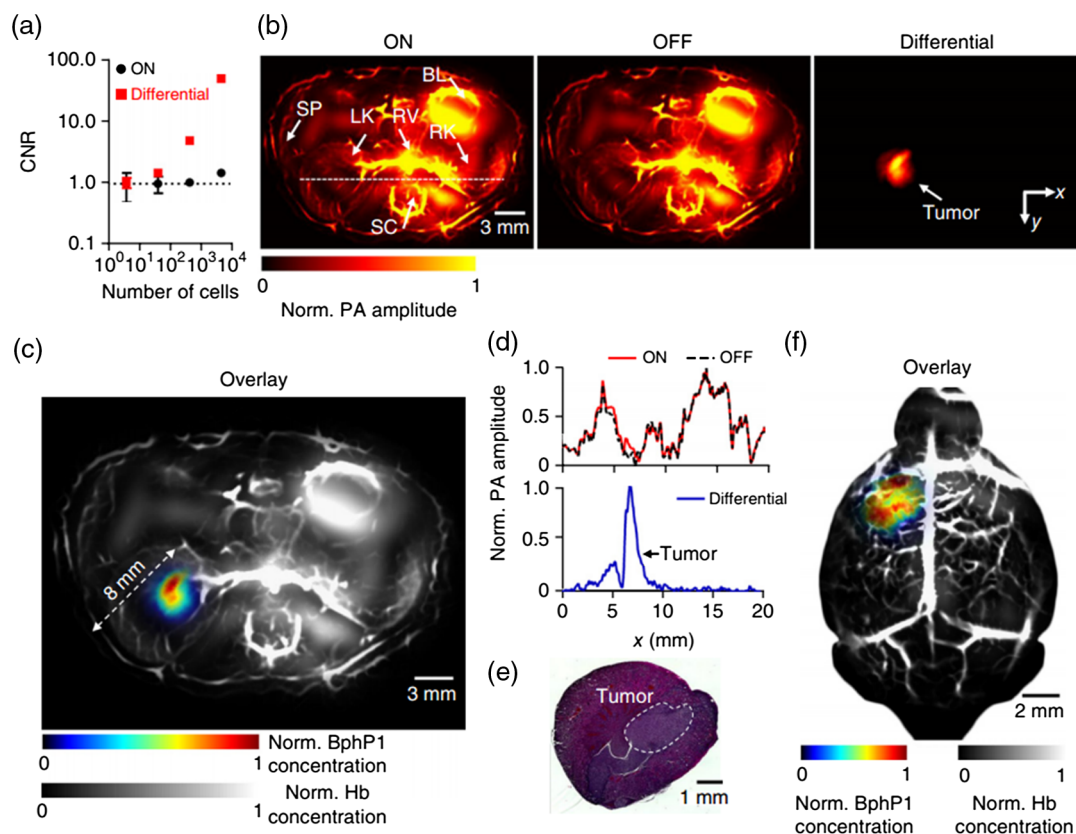 (a)
100.0
10.0
1.0
0.1
CNR
ON
Differential
10⁰ 10¹ 10² 10³ 10⁴
Number of cells
(b)
ON
OFF
Differential
SP
LK
RV
BL
RK
SC
3 mm
Tumor
x
y
0
1
Norm. PA amplitude
(c)
Overlay
8 mm
3 mm
0
1
Norm. BphP1
concentration
0
1
Norm. Hb
concentration
(d)
ON
OFF
1.0
0.5
0
Norm. PA amplitude
Differential
1.0
0.5
0
Tumor
0 5 10 15 20
x (mm)
(e)
Tumor
1 mm
(f)
Overlay
2 mm
0 1
Norm. BphP1
concentration
0 1
Norm. Hb
concentration